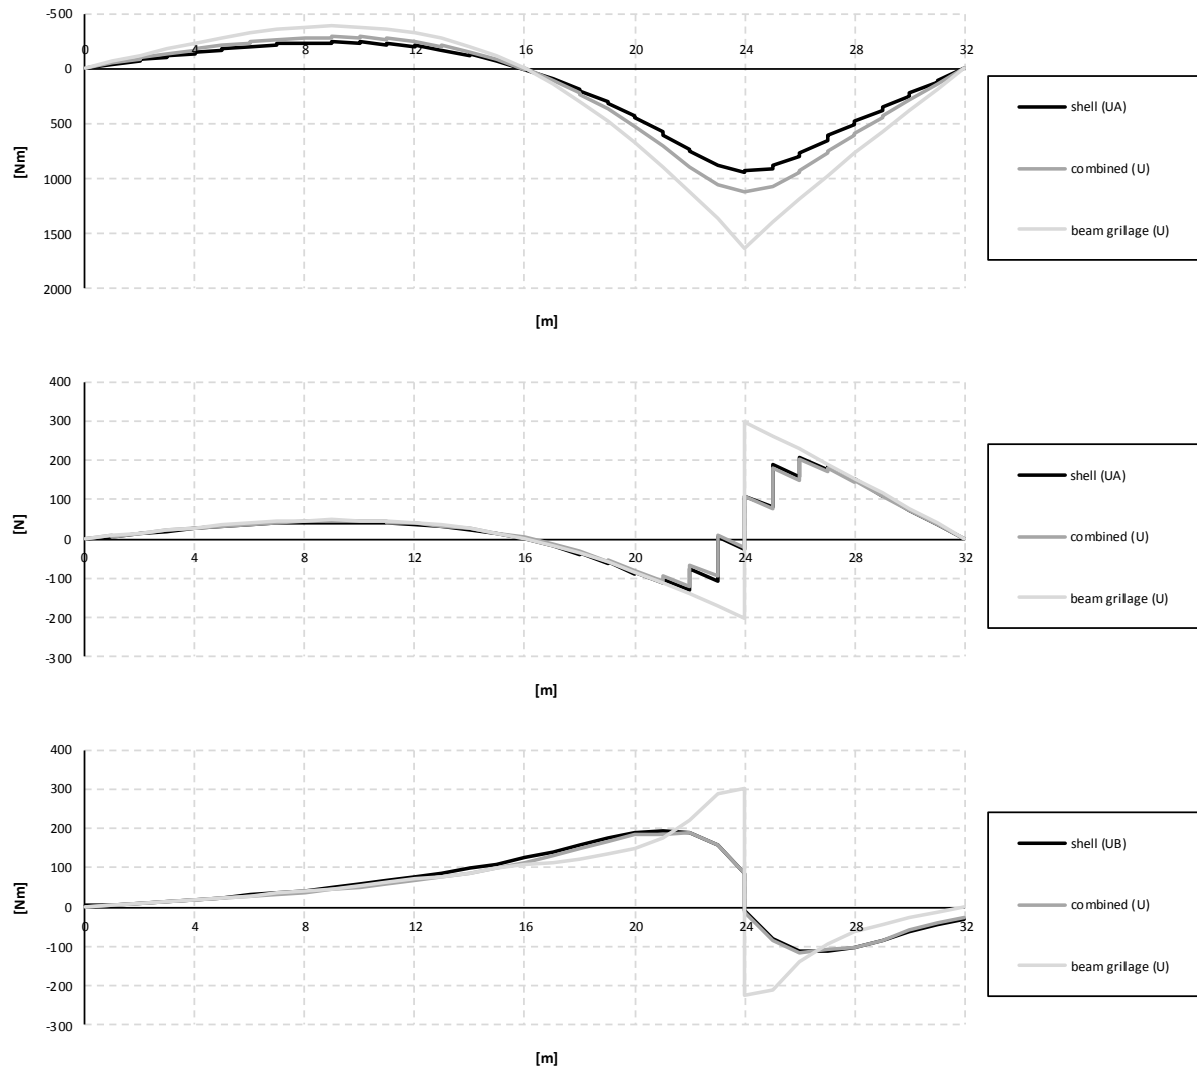 -500
0 4 8 12 16 20 24 28 32
0
500
1000
1500
2000
[Nm]
[m]
shell (UA)
combined (U)
beam grillage (U)
400
300
200
100
0
0 4 8 12 16 20 24 28 32
-100
-200
-300
[N]
[m]
shell (UA)
combined (U)
beam grillage (U)
400
300
200
100
0
0 4 8 12 16 20 24 28 32
-100
-200
-300
[Nm]
[m]
shell (UB)
combined (U)
beam grillage (U)